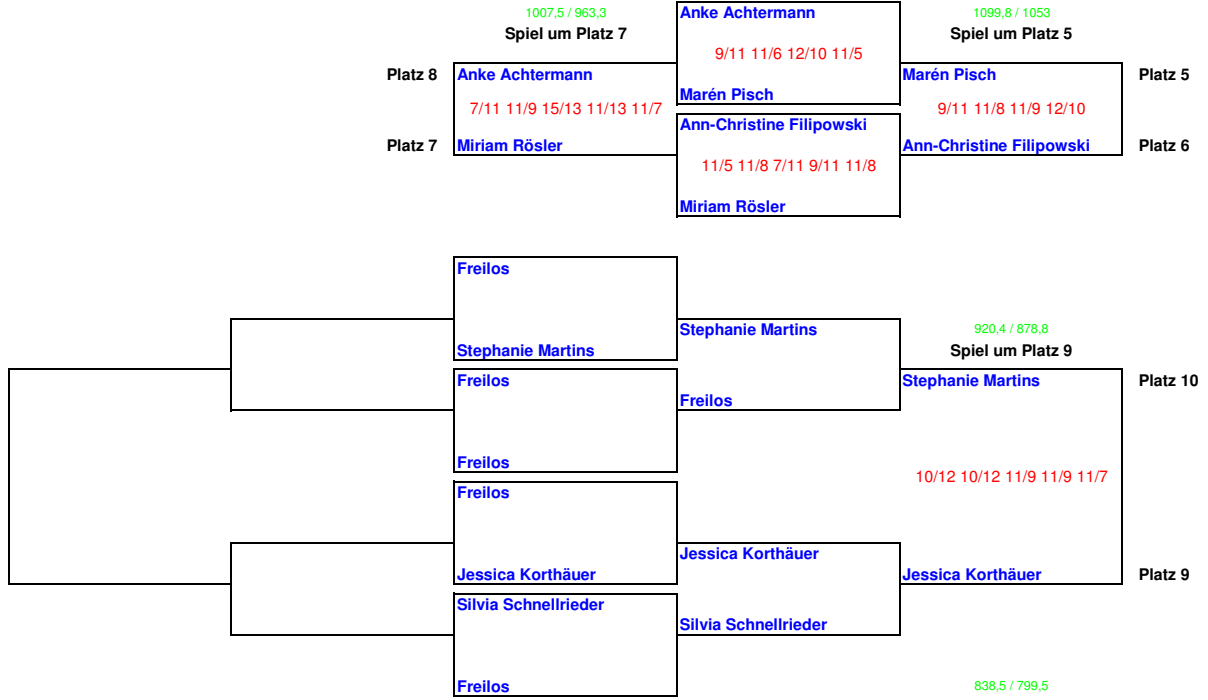 1007,5 / 963,3
Spiel um Platz 7
Anke Achtermann
1099,8 / 1053
Spiel um Platz 5
9/11 11/6 12/10 11/5
Platz 8
Anke Achtermann
Marén Pisch
Platz 5
Marén Pisch
7/11 11/9 15/13 11/13 11/7
9/11 11/8 11/9 12/10
Ann-Christine Filipowski
Platz 7
Miriam Rösler
Ann-Christine Filipowski
Platz 6
11/5 11/8 7/11 9/11 11/8
Miriam Rösler
Freilos
Stephanie Martins
920,4 / 878,8
Stephanie Martins
Spiel um Platz 9
Freilos
Stephanie Martins
Platz 10
Freilos
Freilos
10/12 10/12 11/9 11/9 11/7
Freilos
Jessica Korthäuer
Jessica Korthäuer
Jessica Korthäuer
Platz 9
Silvia Schnellrieder
Silvia Schnellrieder
Freilos
838,5 / 799,5